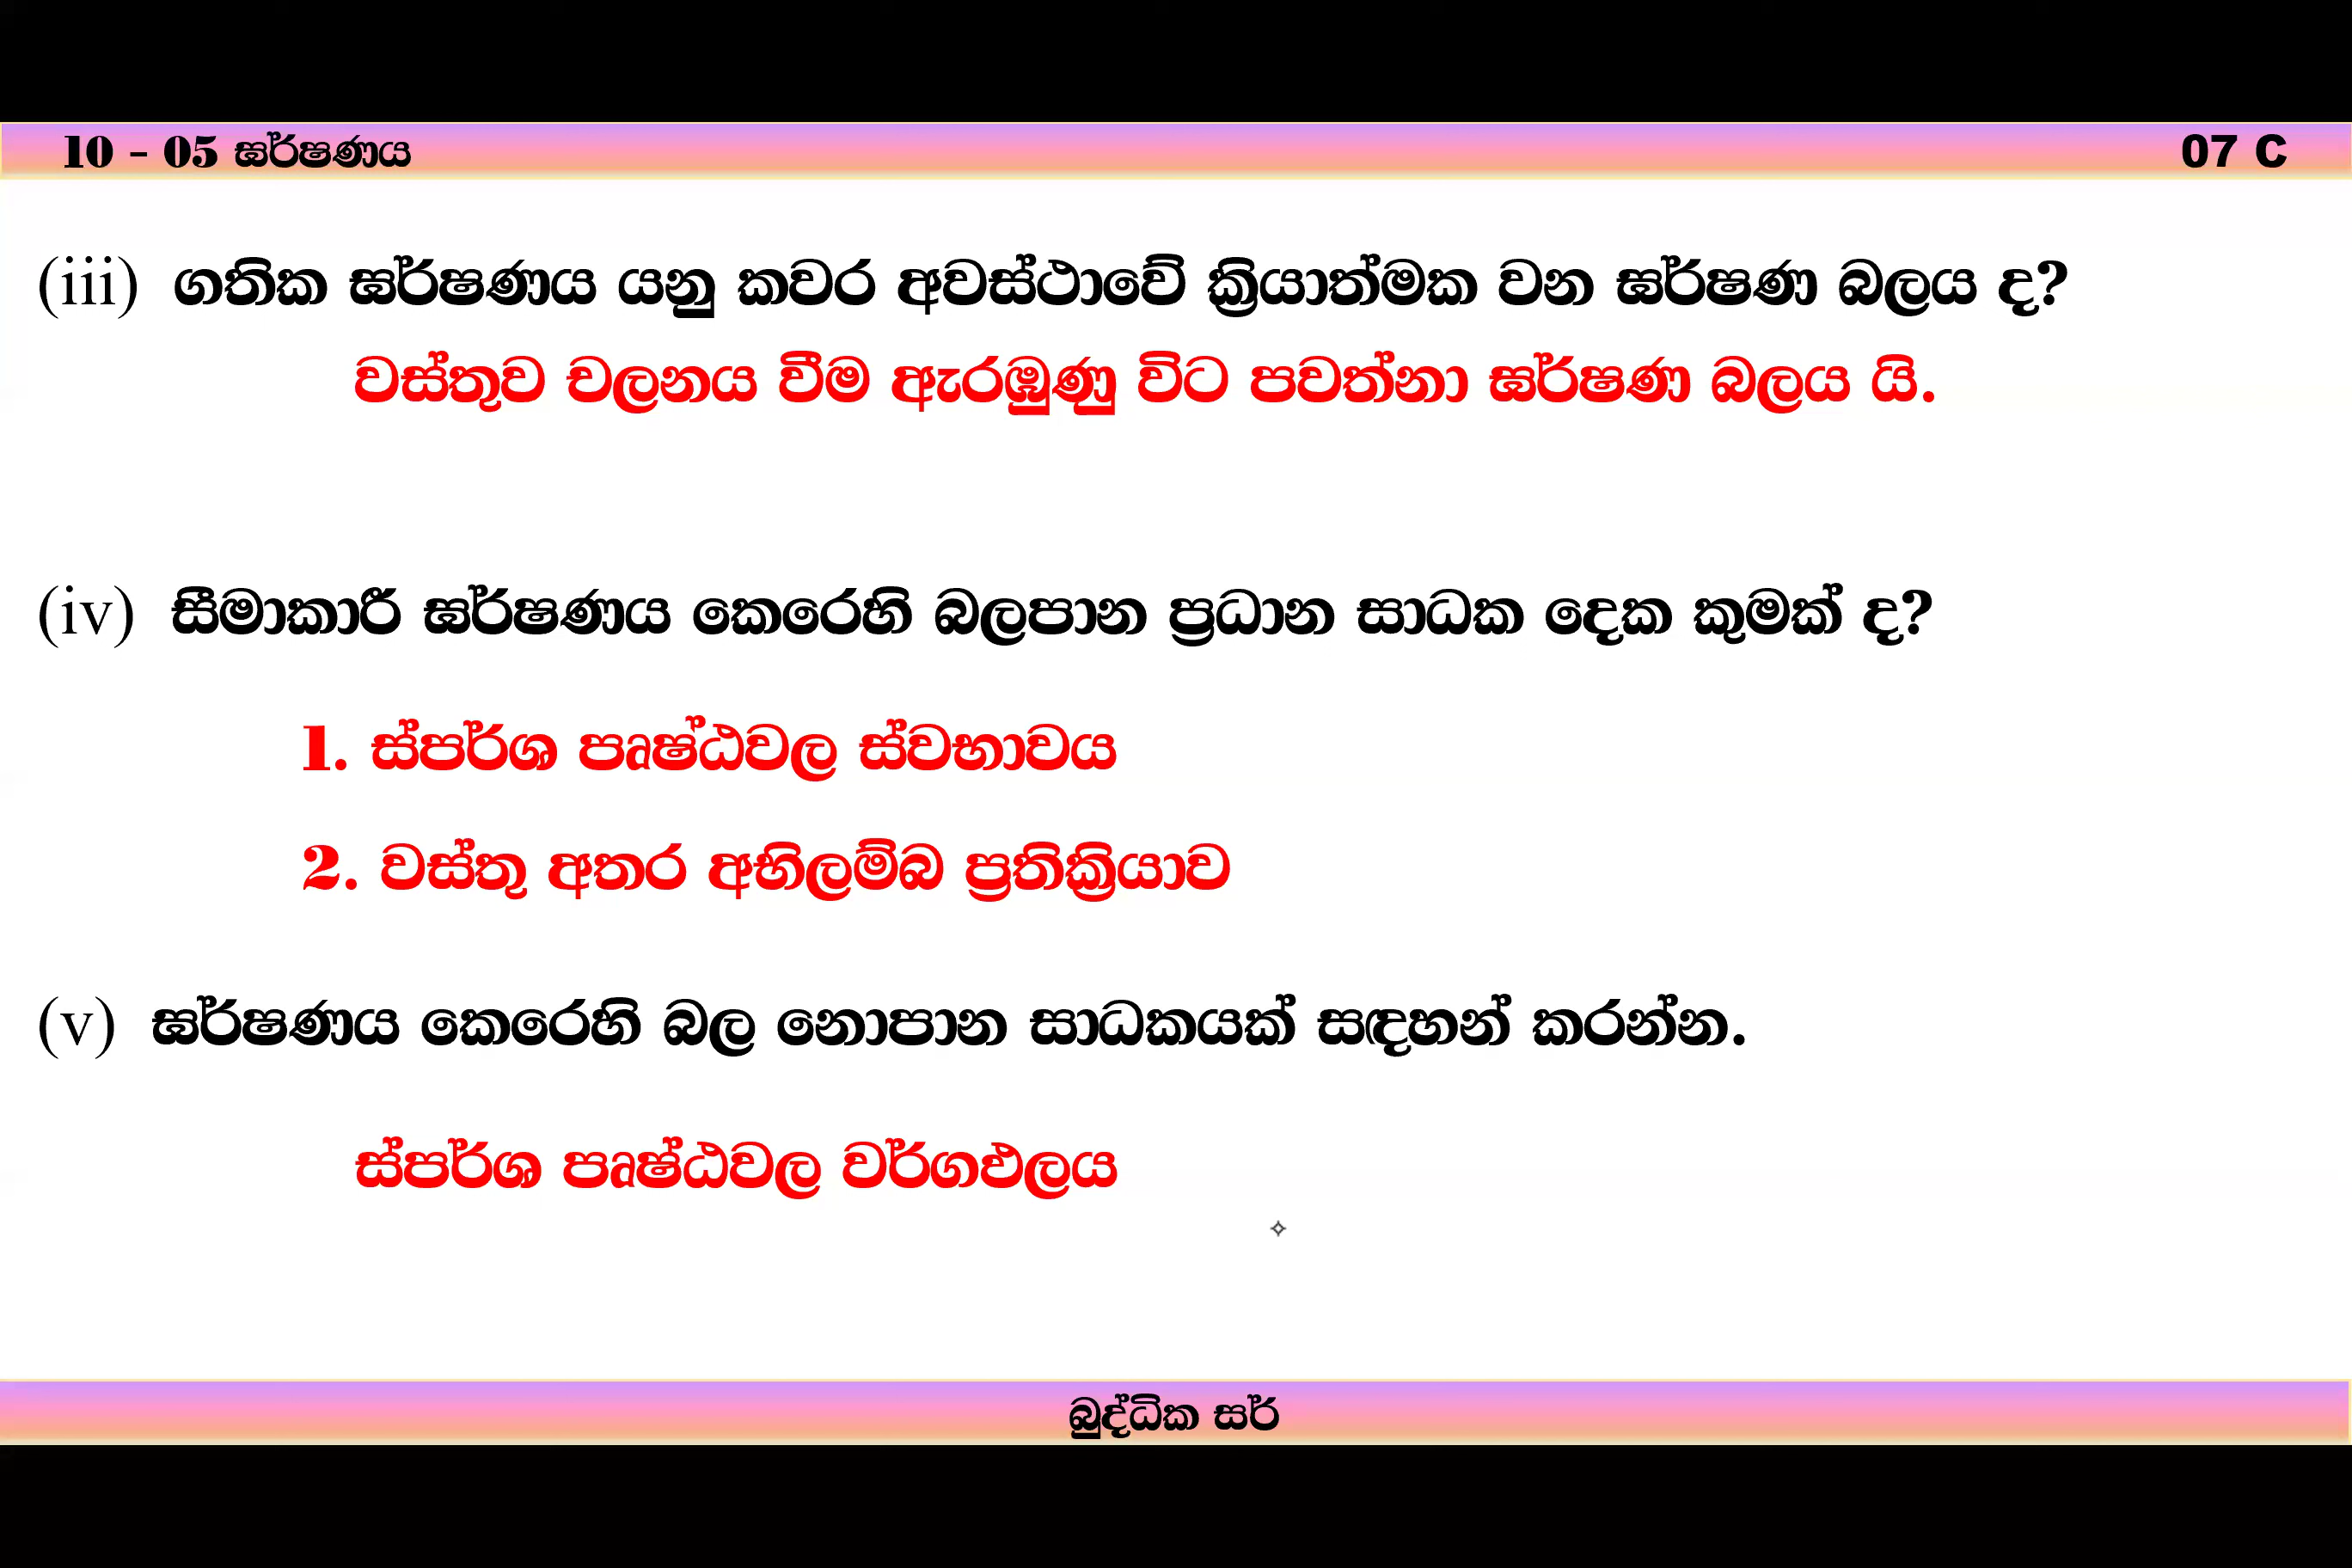 10 - 05 ඝර්ෂණය
07 C
(iii) ගතික ඝර්ෂණය යනු කවර අවස්ථාවේ ක්‍රියාත්මක වන ඝර්ෂණ බලය ද?
වස්තුව චලනය වීම ඇරඹුණු විට පවත්නා ඝර්ෂණ බලය යි.
(iv) සීමාකාරී ඝර්ෂණය කෙරෙහි බලපාන ප්‍රධාන සාධක දෙක කුමක් ද?
1. ස්පර්ශ පෘෂ්ඨවල ස්වභාවය
2. වස්තු අතර අභිලම්බ ප්‍රතික්‍රියාව
(v) ඝර්ෂණය කෙරෙහි බල නොපාන සාධකයක් සඳහන් කරන්න.
ස්පර්ශ පෘෂ්ඨවල වර්ගඵලය
බුද්ධික සර්